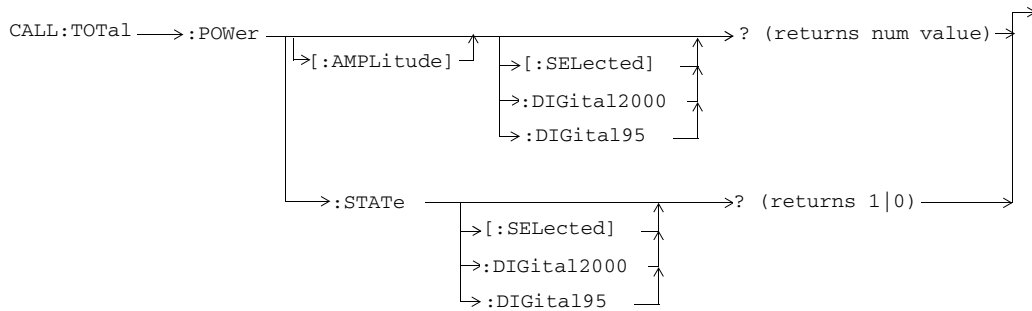 CALL:TOTal :POWer ? (returns num value)
[:AMPLitude] [:SELected]
:DIGital2000
:DIGital95
:STATe ? (returns 1|0)
[:SELected]
:DIGital2000
:DIGital95